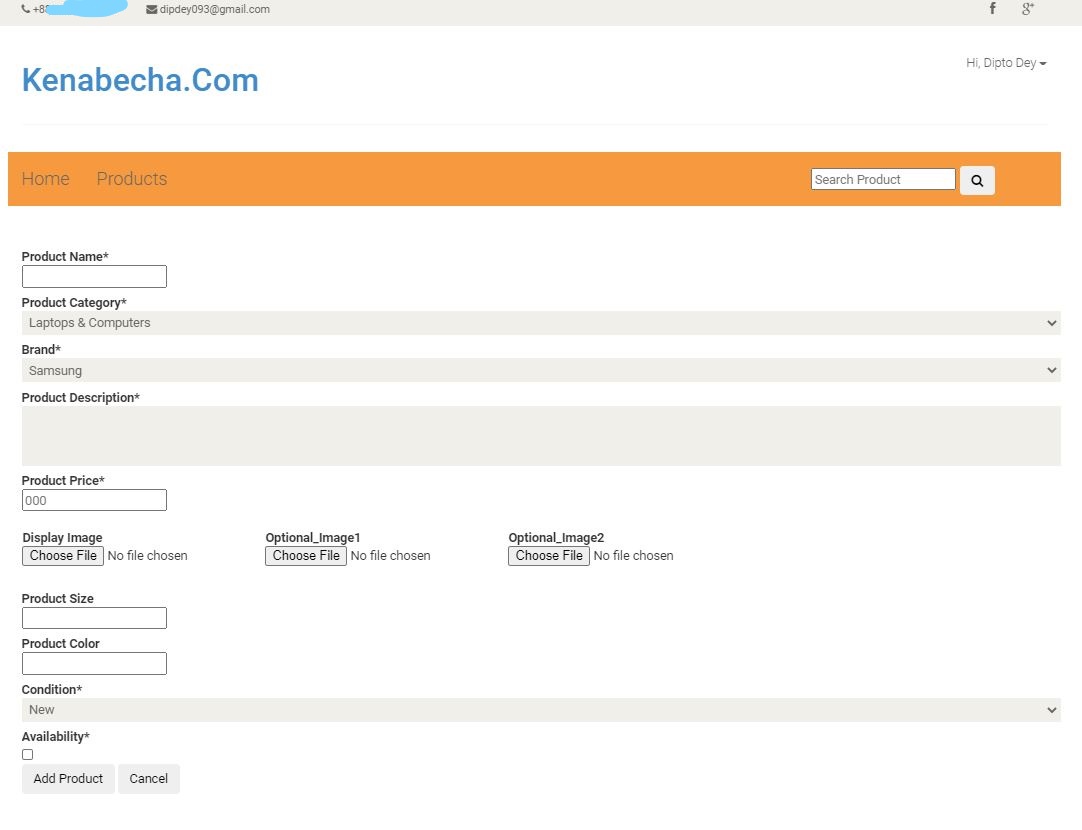 +88 dipdey093@gmail.com
Kenabecha.Com
Hi, Dipto Dey
Home Products Search Product
Product Name*
Product Category*
Laptops & Computers
Brand*
Samsung
Product Description*
Product Price*
000
Display Image Optional_Image1 Optional_Image2
Choose File No file chosen Choose File No file chosen Choose File No file chosen
Product Size
Product Color
Condition*
New
Availability*
Add Product Cancel